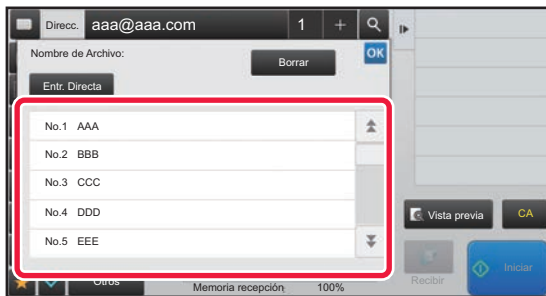 Direcc. aaa@aaa.com 1 +
Nombre de Archivo:
Borrar
OK
Entr. Directa
No.1 AAA
No.2 BBB
No.3 CCC
No.4 DDD
No.5 EEE
Vista previa
CA
Otros
Memoria recepción: 100%
Recibir
Iniciar